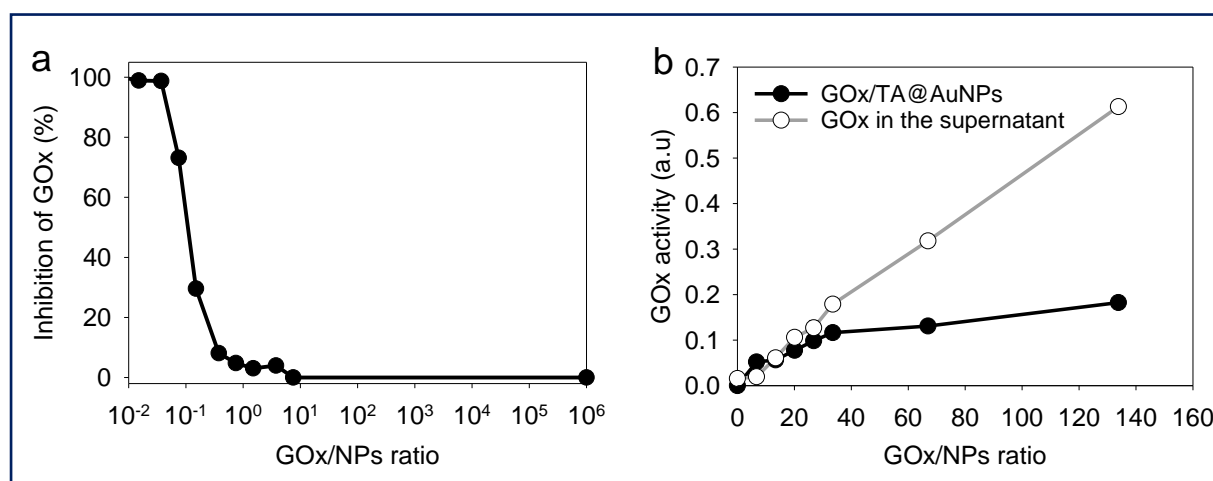 a
Inhibition of GOx (%)
100
80
60
40
20
0
10-2 10-1 100 101 102 103 104 105 106
GOx/NPs ratio
b
GOx activity (a.u)
0.7
0.6
0.5
0.4
0.3
0.2
0.1
0.0
GOx/TA@AuNPs
GOx in the supernatant
0 20 40 60 80 100 120 140 160
GOx/NPs ratio